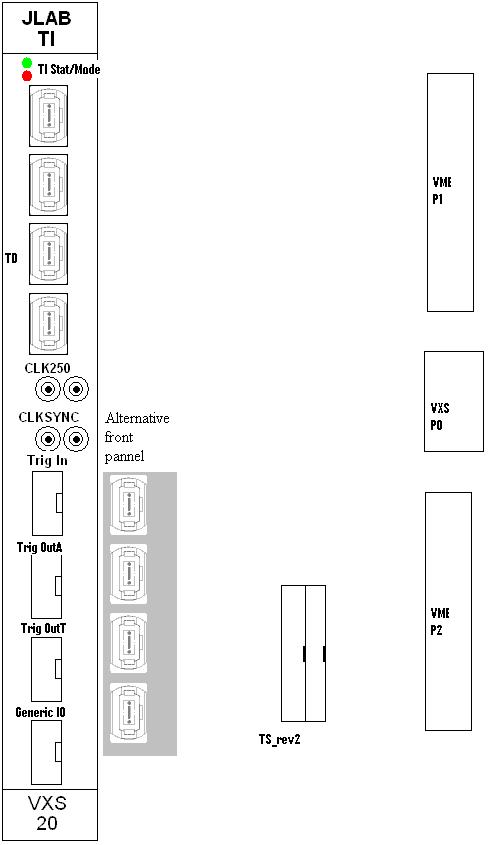 JLAB
TI
TI Stat/Mode
TD
CLK250
CLKSYNC
Trig In
Trig OutA
Trig OutT
Generic IO
VXS
20
Alternative
front
pannel
TS_rev2
VME
P1
VXS
P0
VME
P2